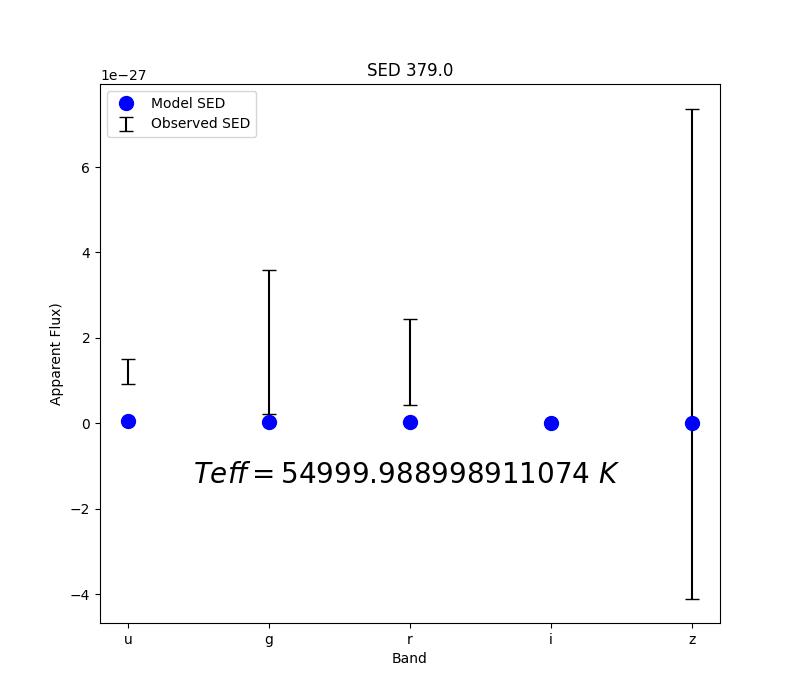 SED 379.0
1e−27
Model SED
Observed SED
6
4
2
0
−2
−4
Apparent Flux)
Teff = 54999.988998911074 K
u g r i z
Band